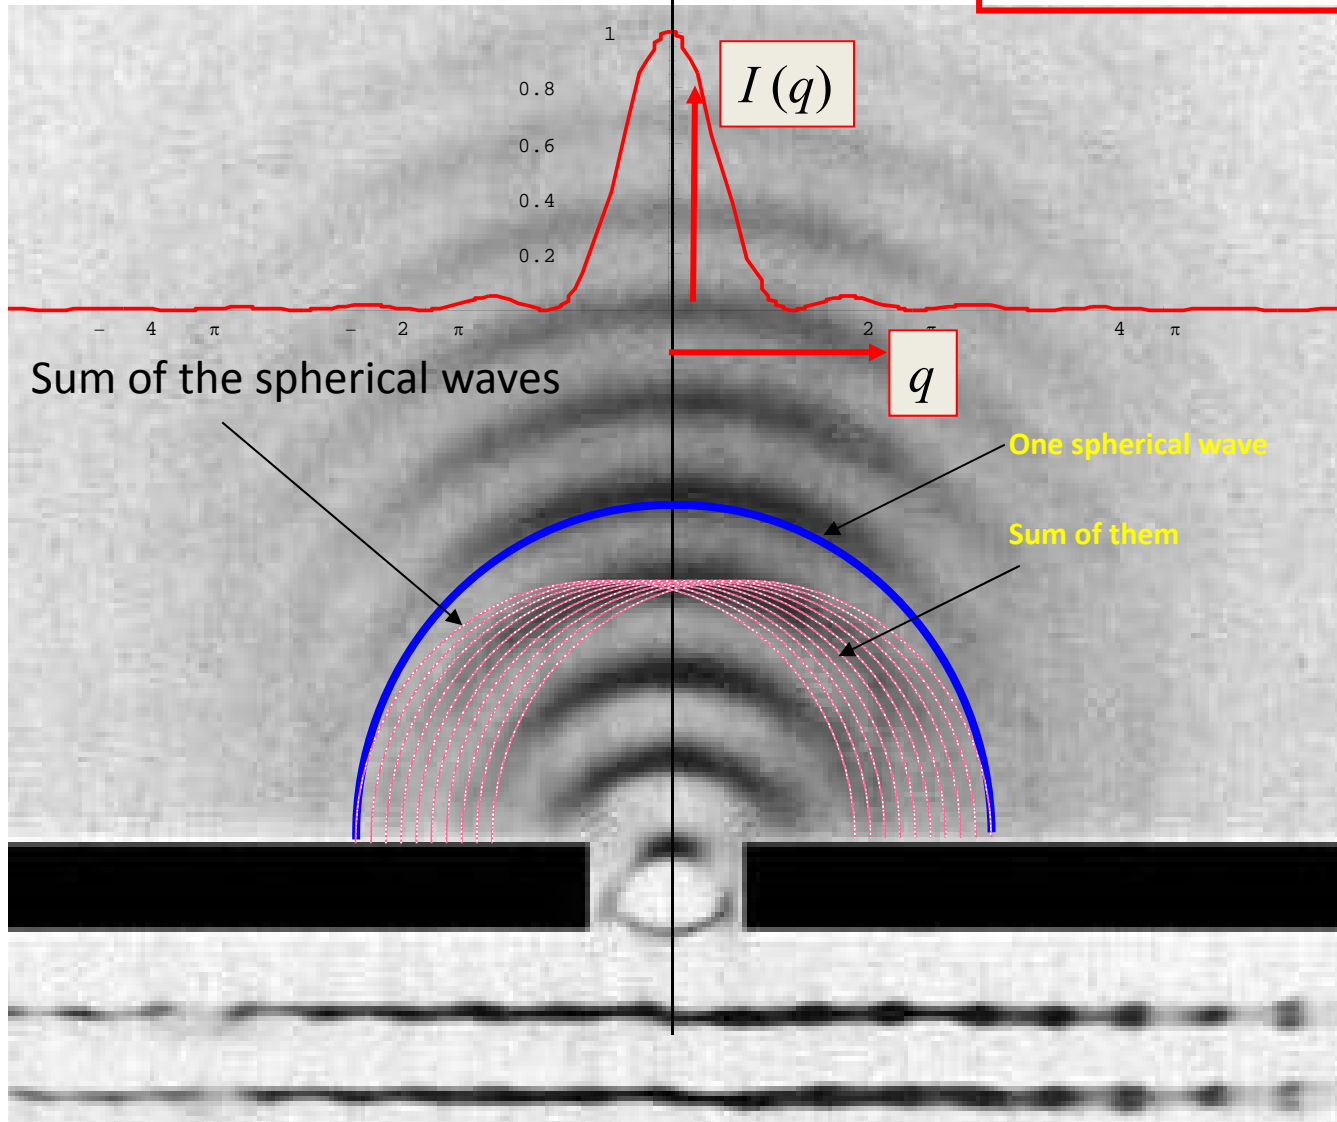 1
0.8
I (q)
0.6
0.4
0.2
− 4 π − 2 π 2 π 4 π
Sum of the spherical waves
q
One spherical wave
Sum of them